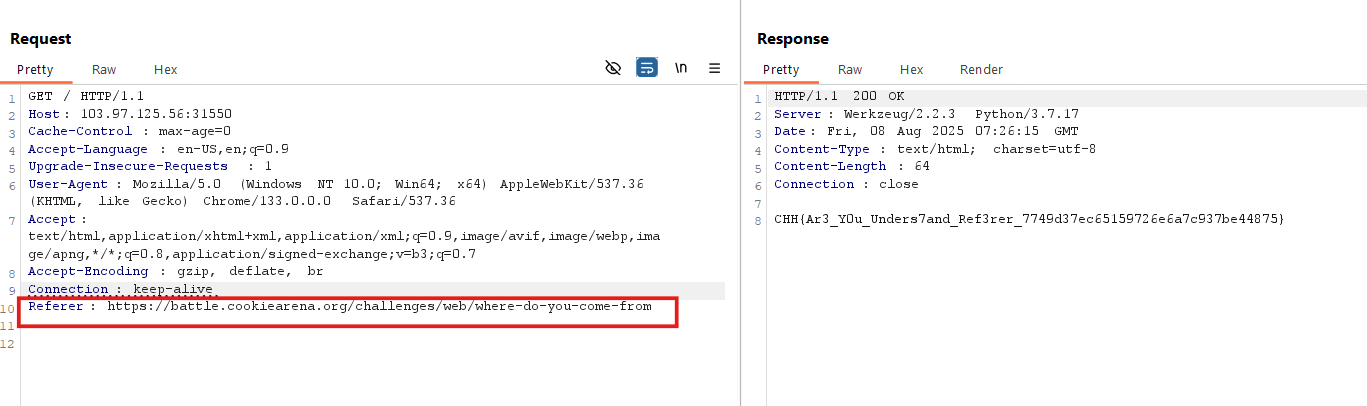 Request
Pretty Raw Hex
\n
1 GET / HTTP/1.1
2 Host: 103.97.125.56:31550
3 Cache-Control: max-age=0
4 Accept-Language: en-US,en;q=0.9
5 Upgrade-Insecure-Requests: 1
6 User-Agent: Mozilla/5.0 (Windows NT 10.0; Win64; x64) AppleWebKit/537.36
(KHTML, like Gecko) Chrome/133.0.0.0 Safari/537.36
7 Accept:
text/html,application/xhtml+xml,application/xml;q=0.9,image/avif,image/webp,ima
ge/apng,*/*;q=0.8,application/signed-exchange;v=b3;q=0.7
8 Accept-Encoding: gzip, deflate, br
9 Connection: keep-alive
10 Referer: https://battle.cookiearena.org/challenges/web/where-do-you-come-from
11
12
Response
Pretty Raw Hex Render
1 HTTP/1.1 200 OK
2 Server: Werkzeug/2.2.3 Python/3.7.17
3 Date: Fri, 08 Aug 2025 07:26:15 GMT
4 Content-Type: text/html; charset=utf-8
5 Content-Length: 64
6 Connection: close
7
8 CHH{Ar3_Y0u_Unders7and_Ref3rer_7749d37ec65159726e6a7c937be44875}